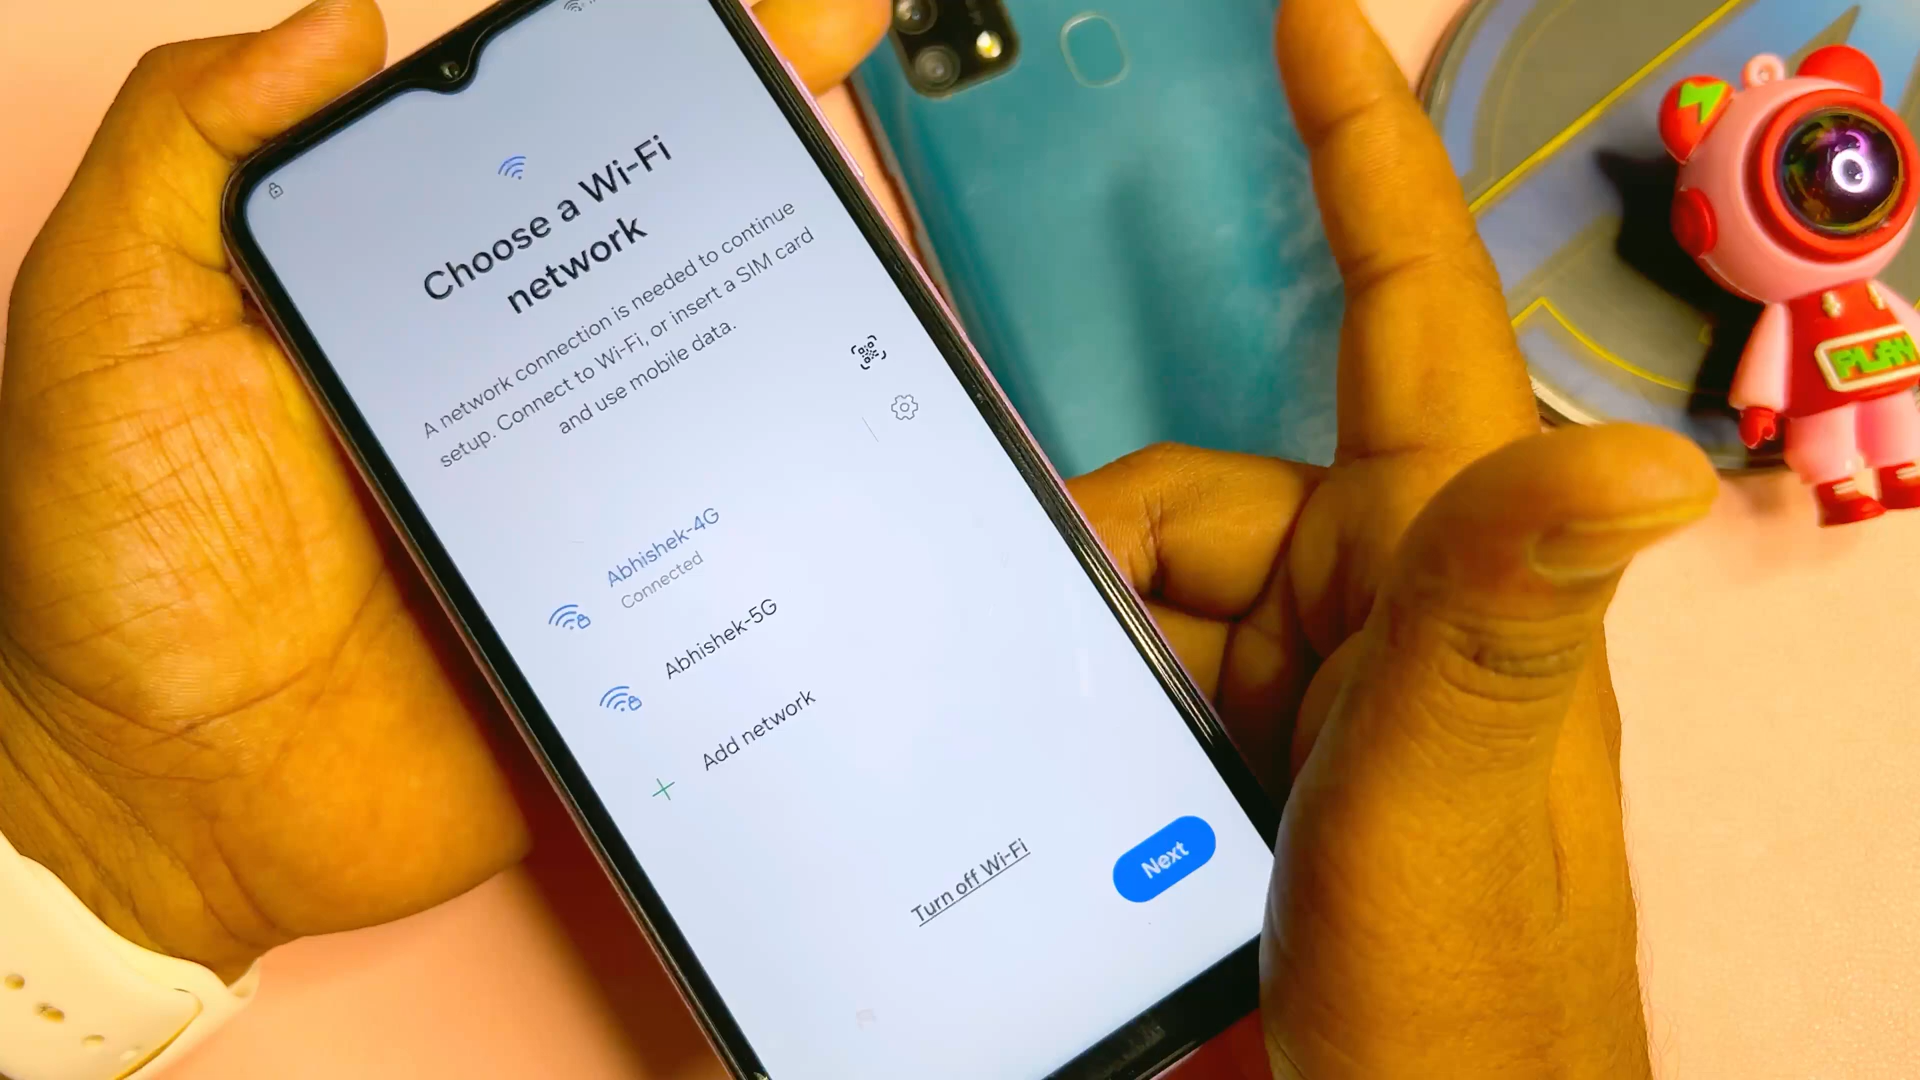 Choose a Wi-Fi
network
A network connection is needed to continue
setup. Connect to Wi-Fi, or insert a SIM card
and use mobile data.
Abhishek-4G
Connected
Abhishek-5G
Add network
Turn off Wi-Fi
Next
PLAY